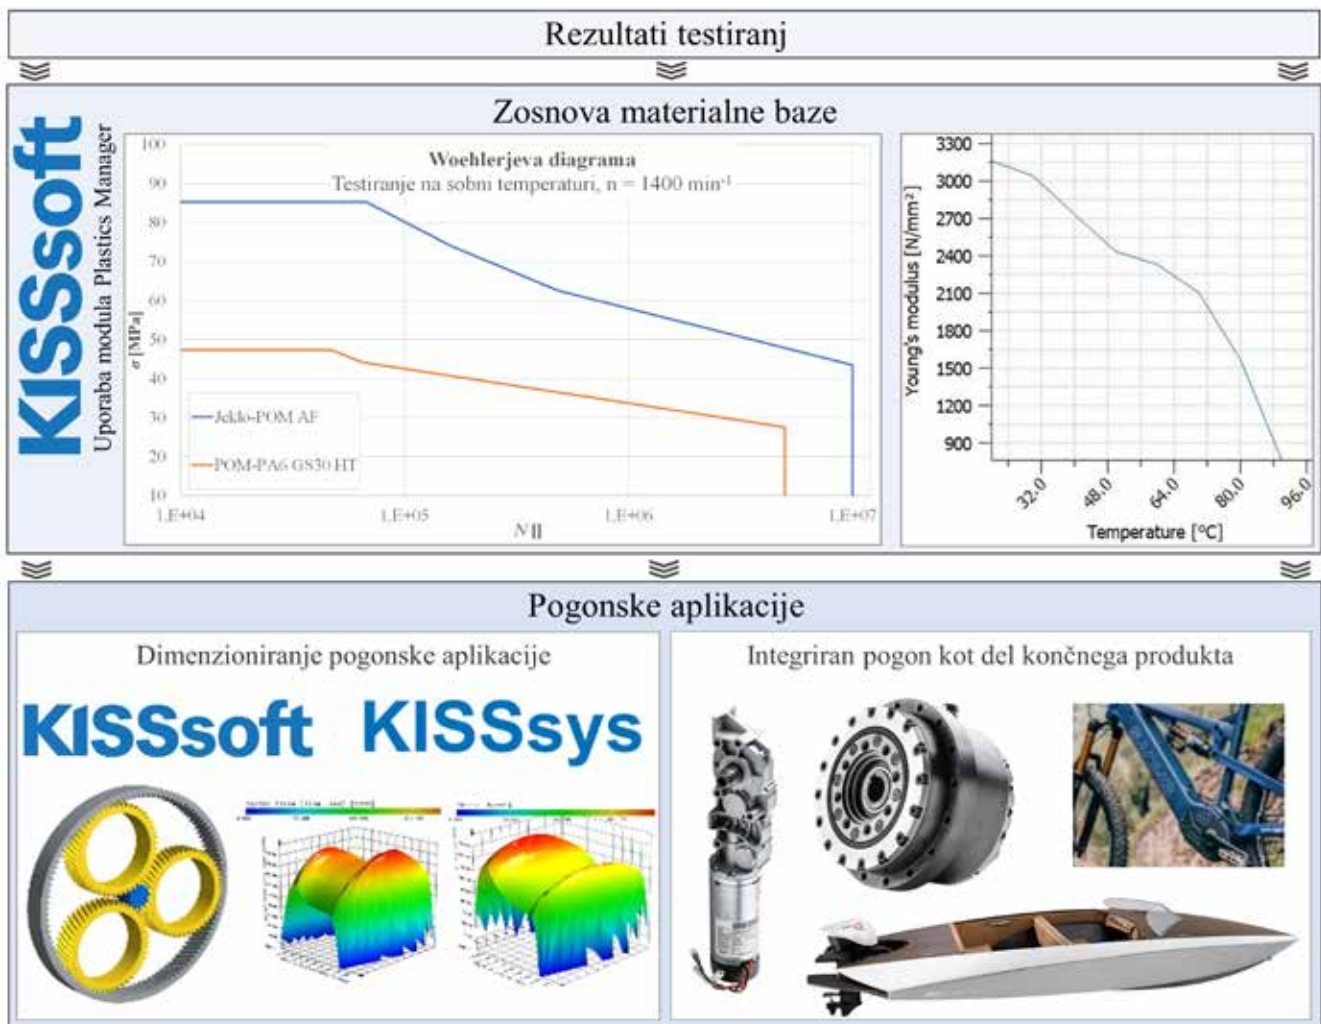 Rezultati testiranj
Zosnova materialne baze
KISSsoft
Uporaba modula Plastics Manager
Woehlerjeva diagrama
Testiranje na sobni temperaturi, n = 1400 min⁻¹
100
90
80
70
60
50
40
30
20
10
σ [MPa]
Jeklo-POM AF
POM-PA6 GS30 HT
1.E+04
1.E+05
1.E+06
1.E+07
N []
3300
3000
2700
2400
2100
1800
1500
1200
900
Young's modulus [N/mm²]
32.0
48.0
64.0
80.0
96.0
Temperature [°C]
Pogonske aplikacije
Dimenzioniranje pogonske aplikacije
KISSsoft
KISSsys
Integriran pogon kot del končnega produkta